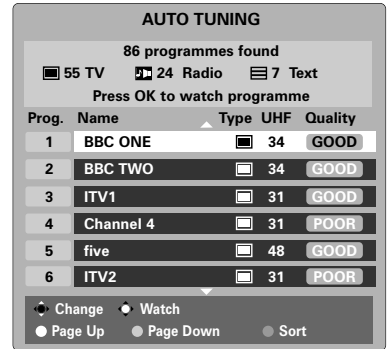 AUTO TUNING
86 programmes found
55 TV 24 Radio 7 Text
Press OK to watch programme
Prog. Name Type UHF Quality
1 BBC ONE 34 GOOD
2 BBC TWO 34 GOOD
3 ITV1 31 GOOD
4 Channel 4 31 POOR
5 five 48 GOOD
6 ITV2 31 POOR
Change Watch
Page Up Page Down Sort